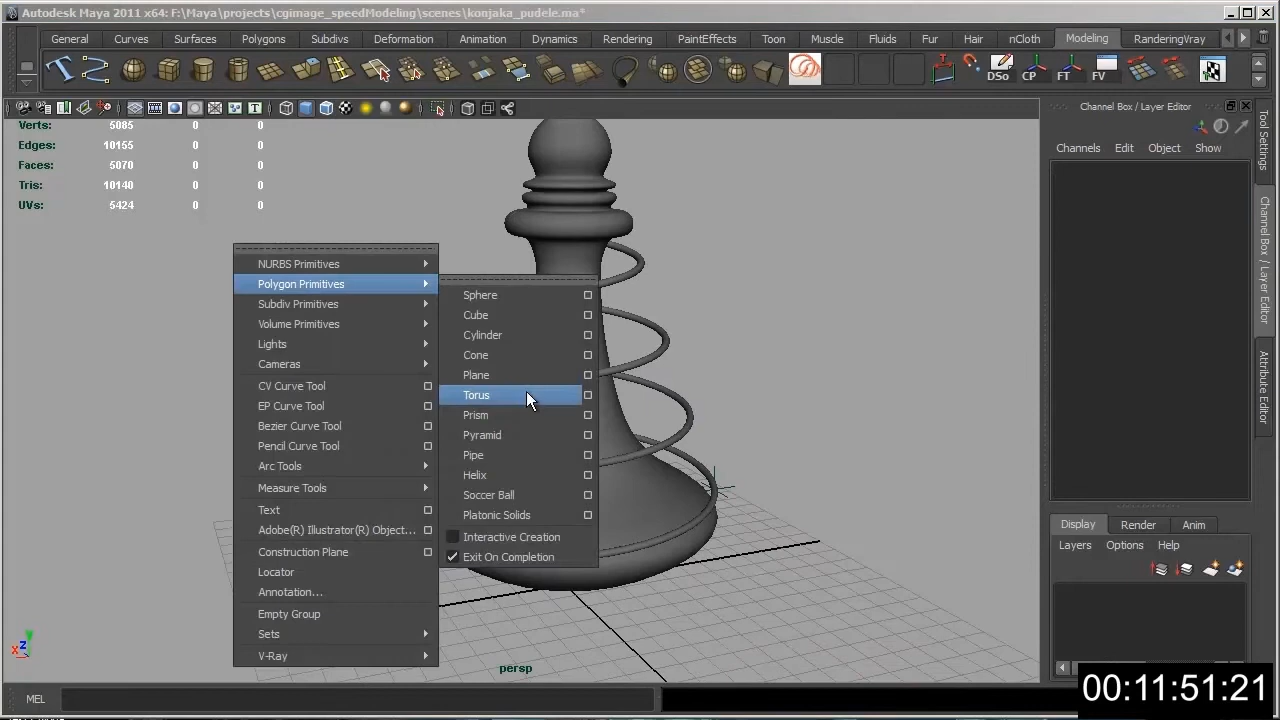 Autodesk Maya 2011 x64: F:\Maya\projects\cgimage_speedModeling\scenes\konjaka_pudele.ma*
General Curves Surfaces Polygons Subdivs Deformation Animation Dynamics Rendering PaintEffects Toon Muscle Fluids Fur Hair nCloth Modeling RenderingVray
DSo CP FT FV
Channel Box / Layer Editor
Channels Edit Object Show
Verts: 5085 0 0
Edges: 10155 0 0
Faces: 5070 0 0
Tris: 10140 0 0
UVs: 5424 0 0
NURBS Primitives
Polygon Primitives
Subdiv Primitives
Volume Primitives
Lights
Cameras
CV Curve Tool
EP Curve Tool
Bezier Curve Tool
Pencil Curve Tool
Arc Tools
Measure Tools
Text
Adobe(R) Illustrator(R) Object...
Construction Plane
Locator
Annotation...
Empty Group
Sets
V-Ray
Sphere
Cube
Cylinder
Cone
Plane
Torus
Prism
Pyramid
Pipe
Helix
Soccer Ball
Platonic Solids
Interactive Creation
Exit On Completion
persp
x z y
Tool Settings
Channel Box / Layer Editor
Attribute Editor
Display Render Anim
Layers Options Help
MEL
00:11:51:21